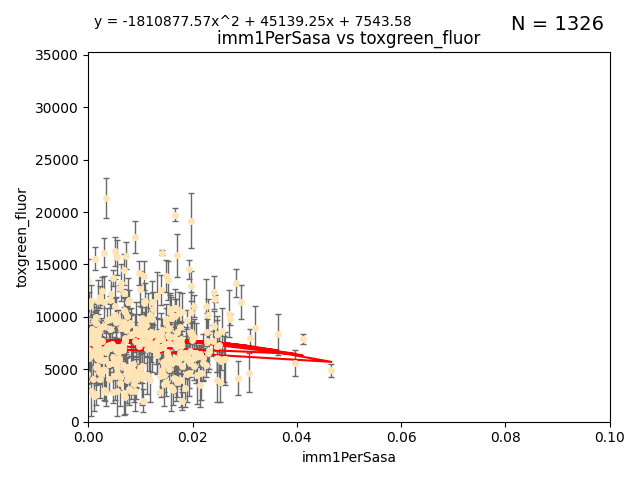 y = -1810877.57x^2 + 45139.25x + 7543.58
N = 1326
imm1PerSasa vs toxgreen_fluor
35000
30000
25000
20000
15000
10000
5000
0
toxgreen_fluor
0.00 0.02 0.04 0.06 0.08 0.10
imm1PerSasa